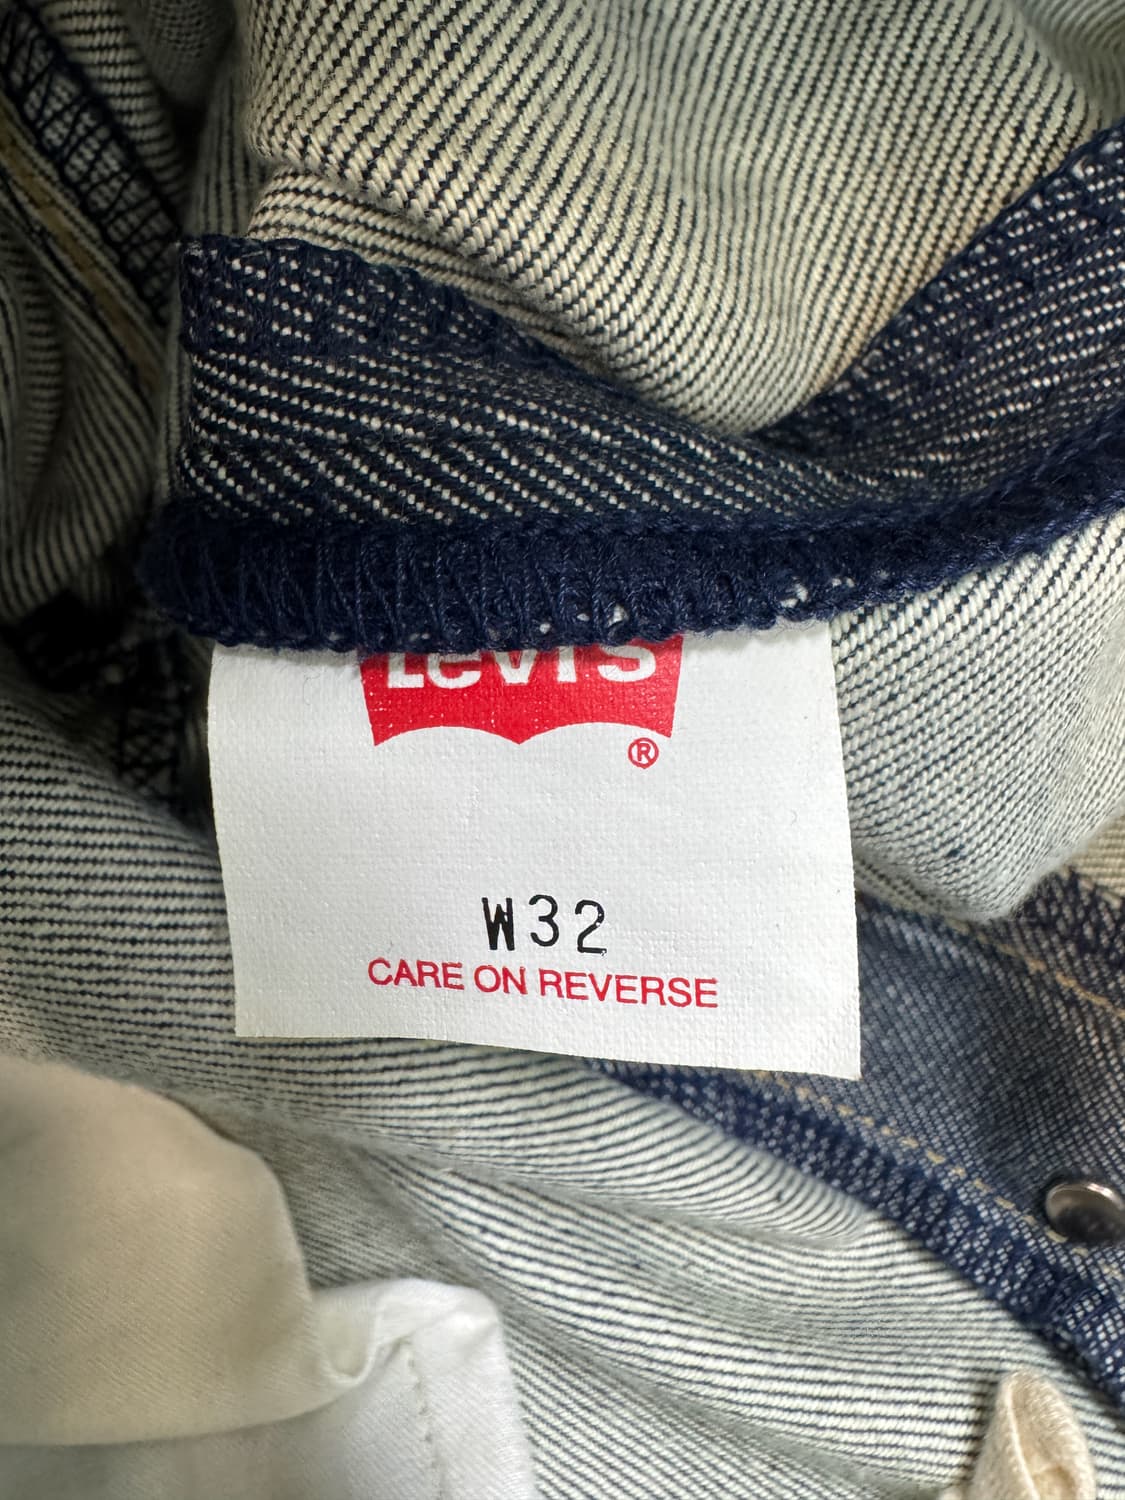 Levi's
®
W32
CARE ON REVERSE